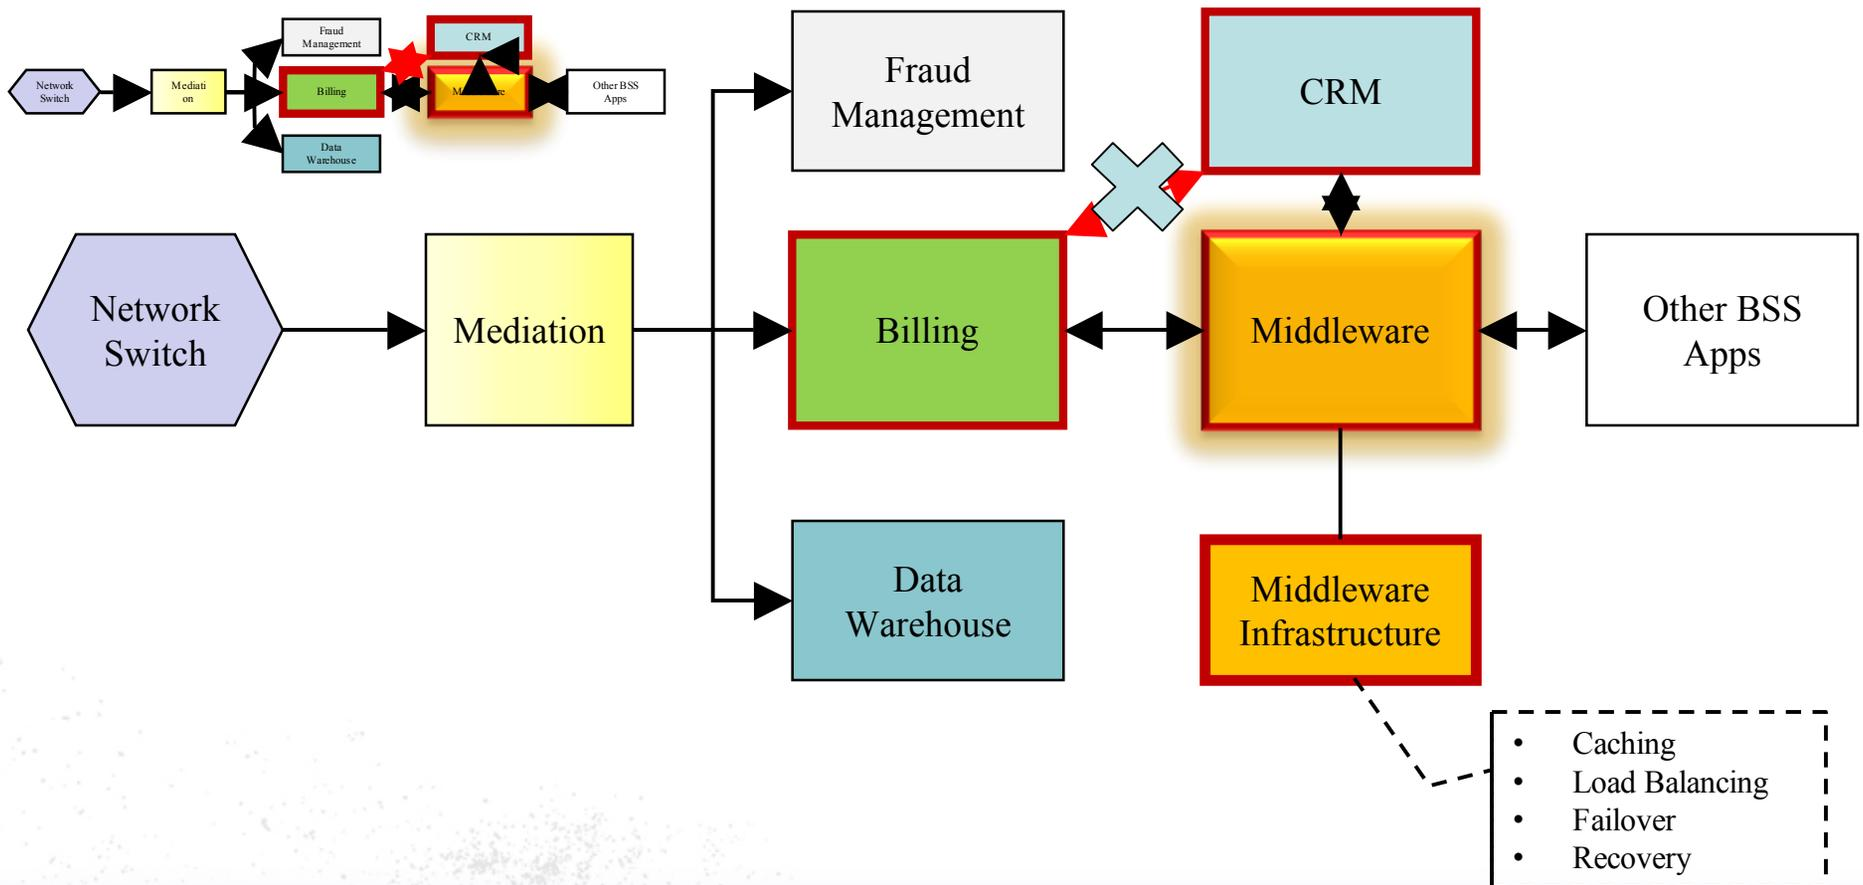 Fraud
Management
CRM
Network
Switch
Mediati
on
Billing
Other BSS
Apps
Data
Warehouse
Fraud
Management
CRM
Network
Switch
Mediation
Billing
Middleware
Other BSS
Apps
Data
Warehouse
Middleware
Infrastructure
• Caching
• Load Balancing
• Failover
• Recovery